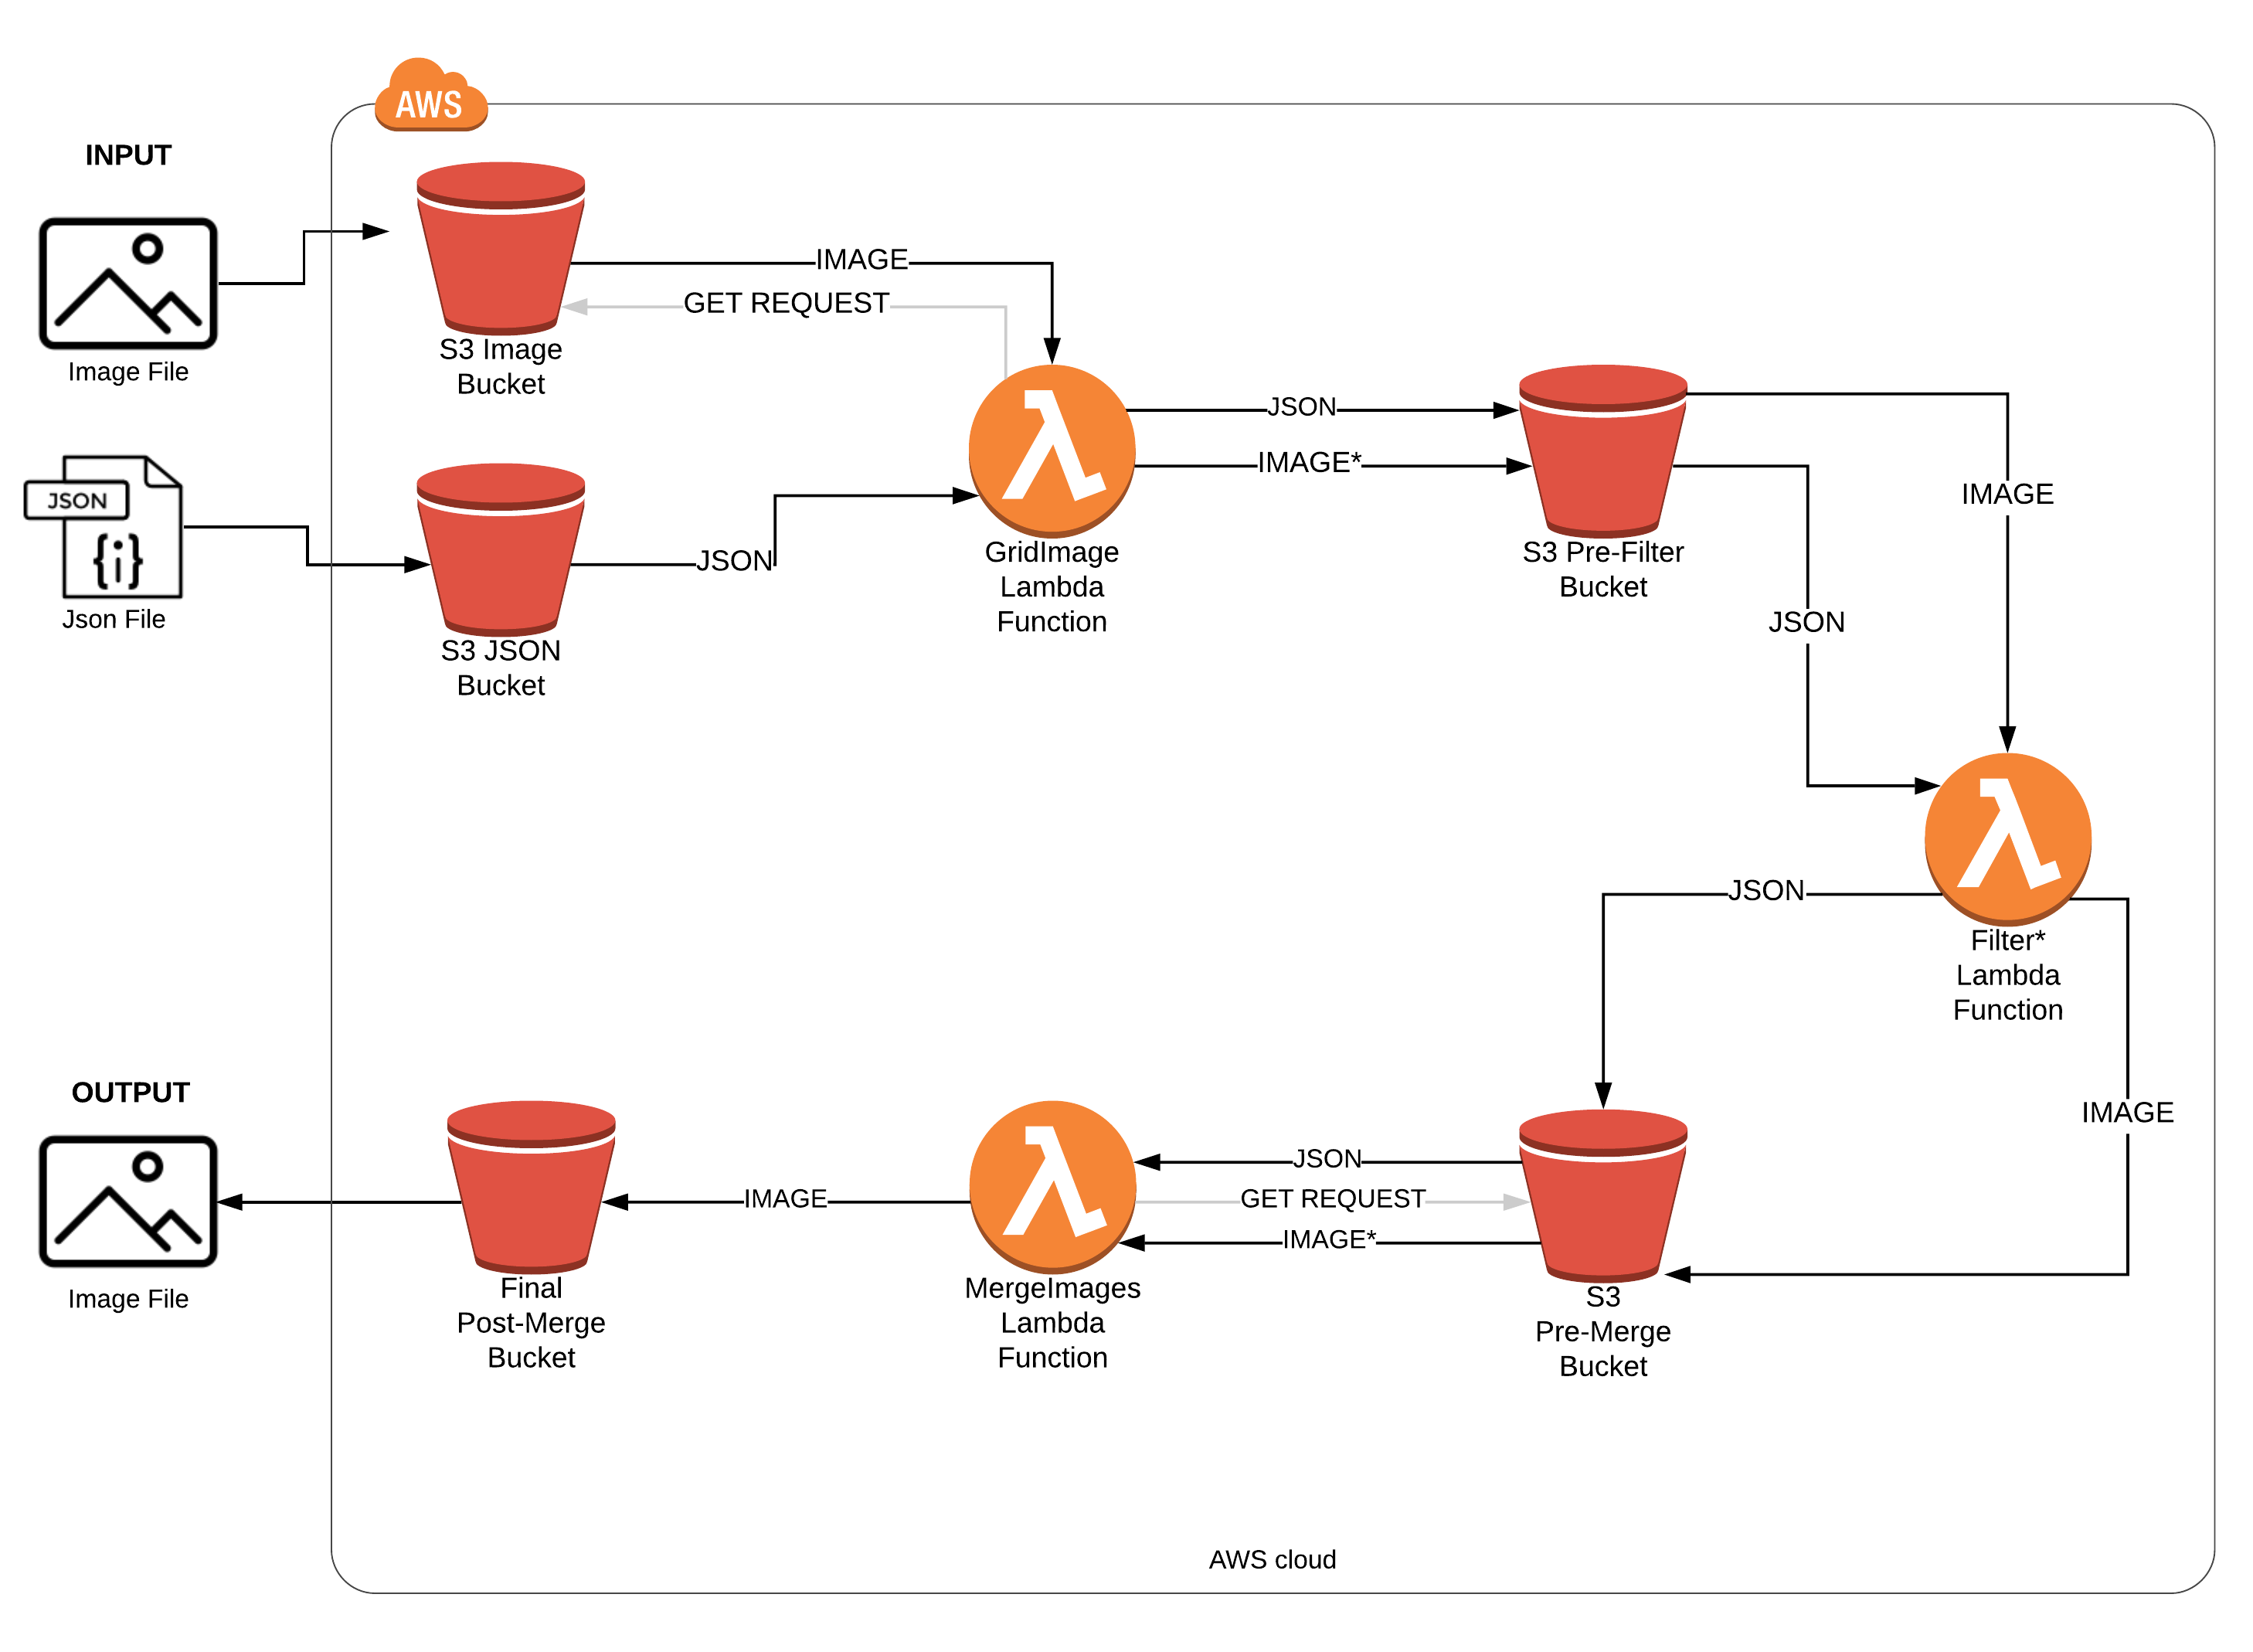 AWS
INPUT
Image File
S3 Image
Bucket
IMAGE
GET REQUEST
JSON
{i}
Json File
S3 JSON
Bucket
JSON
GridImage
Lambda
Function
JSON
IMAGE*
S3 Pre-Filter
Bucket
IMAGE
JSON
Filter*
Lambda
Function
JSON
IMAGE
S3
Pre-Merge
Bucket
JSON
GET REQUEST
IMAGE*
MergeImages
Lambda
Function
IMAGE
Final
Post-Merge
Bucket
OUTPUT
Image File
AWS cloud